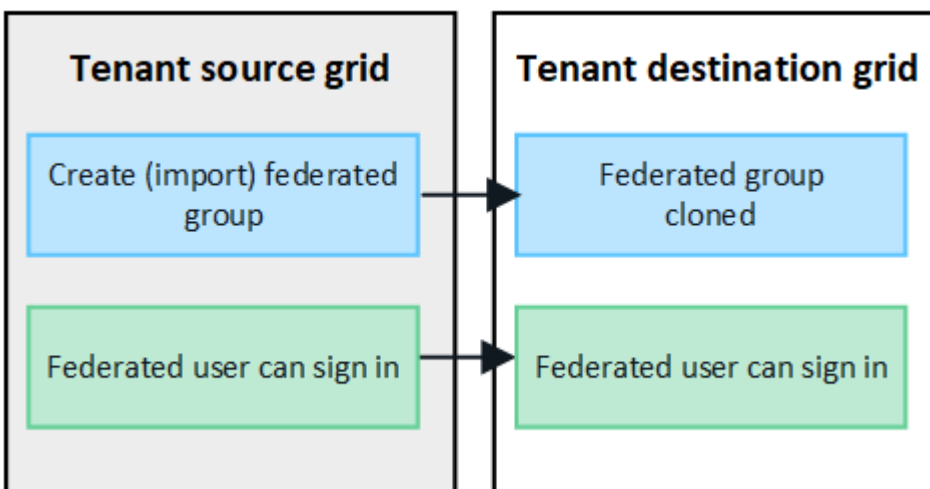 Tenant source grid
Create (import) federated
group
Federated user can sign in
Tenant destination grid
Federated group
cloned
Federated user can sign in